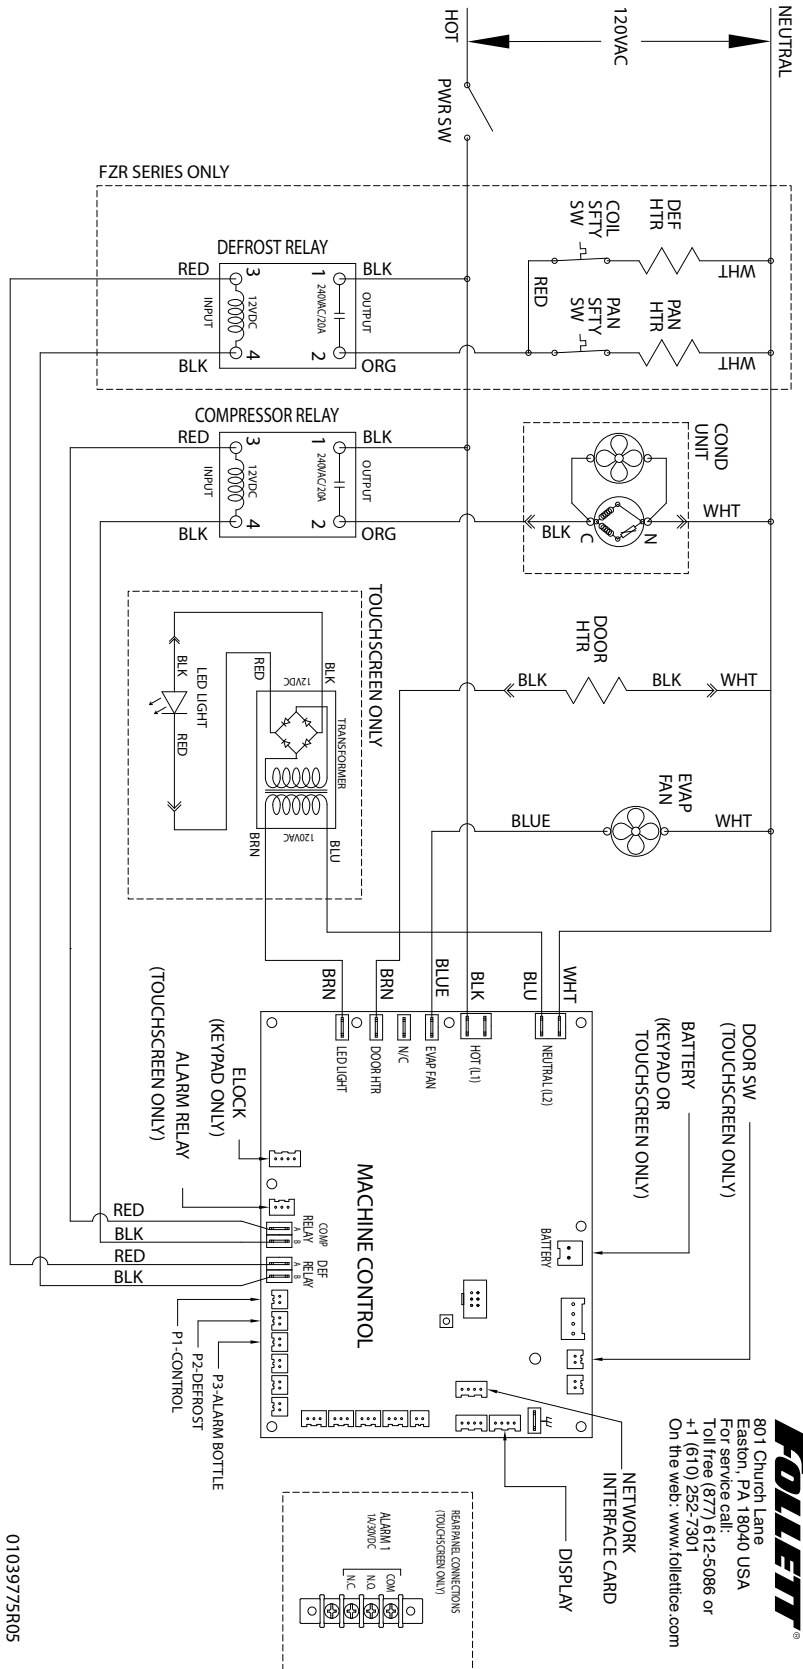 NEUTRAL
120VAC
HOT
PWR SW
FZR SERIES ONLY
DEF
HTR
COIL
SFTY
SW
PAN
HTR
PAN
SFTY
SW
WHT
WHT
RED
DEFROST RELAY
RED
BLK
3
1
12VDC
240VAC/20A
INPUT
OUTPUT
4
2
BLK
ORG
COMPRESSOR RELAY
RED
BLK
3
1
12VDC
240VAC/20A
INPUT
OUTPUT
4
2
BLK
ORG
COND
UNIT
N
C
BLK
WHT
TOUCHSCREEN ONLY
LED LIGHT
BLK
RED
BLK
RED
12VDC
TRANSFORMER
120VAC
BRN
BLU
DOOR
HTR
BLK
BLK
WHT
EVAP
FAN
BLUE
WHT
BRN
BRN
BLUE
BLK
BLU
WHT
LED LIGHT
DOOR HTR
N/C
EVAP FAN
HOT (L1)
NEUTRAL (L2)
DOOR SW
(TOUCHSCREEN ONLY)
BATTERY
(KEYPAD OR
TOUCHSCREEN ONLY)
ELOCK
(KEYPAD ONLY)
ALARM RELAY
(TOUCHSCREEN ONLY)
MACHINE CONTROL
BATTERY
RED
BLK
RED
BLK
A
B
COMP
RELAY
A
B
DEF
RELAY
P1-CONTROL
P2-DEFROST
P3-ALARM BOTTLE
NETWORK
INTERFACE CARD
DISPLAY
REAR PANEL CONNECTIONS
(TOUCHSCREEN ONLY)
ALARM 1
1A/30VDC
COM
N.O.
N.C.
FOLLETT®
801 Church Lane
Easton, PA 18040 USA
For service call:
Toll free (877) 612-5086 or
+1 (610) 252-7301
On the web: www.follettice.com
01039775R05